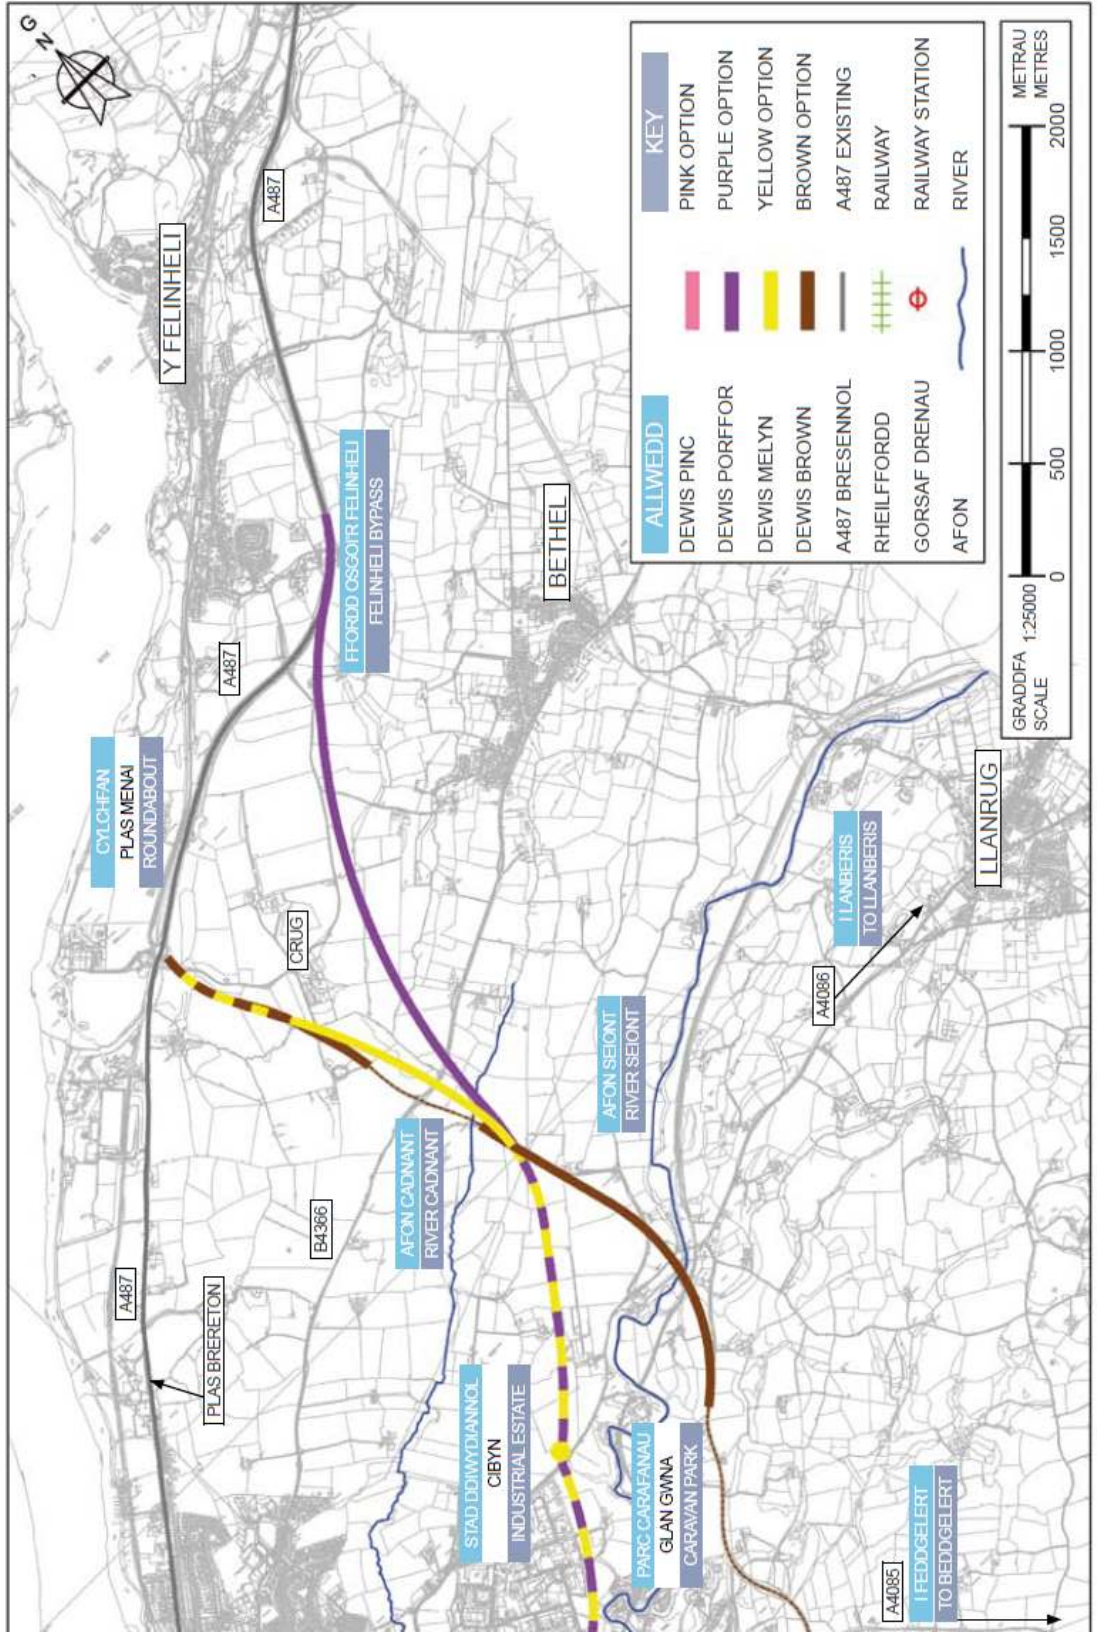 G
N
Y FELINHELI
A487
FFORDD OSGOI'R FELINHELI
FELINHELI BYPASS
BETHEL
A487
CYLCHFAN
PLAS MENAI
ROUNDABOUT
CRUG
AFON CADNANT
RIVER CADNANT
B4366
AFON SEIONT
RIVER SEIONT
A487
PLAS BRERETON
STAD DDIWYDIANNOL
CIBYN
INDUSTRIAL ESTATE
PARC CARAFANAU
GLAN GWNA
CARAVAN PARK
A4085
I FEDDGELERT
TO BEDDGELERT
A4086
I LANBERIS
TO LLANBERIS
LLANRUG
ALLWEDD KEY
DEWIS PINC PINK OPTION
DEWIS PORFFOR PURPLE OPTION
DEWIS MELYN YELLOW OPTION
DEWIS BROWN BROWN OPTION
A487 BRESENNOL A487 EXISTING
RHEILFFORDD RAILWAY
GORSAF DRENAU RAILWAY STATION
AFON RIVER
GRADDFA
SCALE
1:25000
0 500 1000 1500 2000
METRAU
METRES